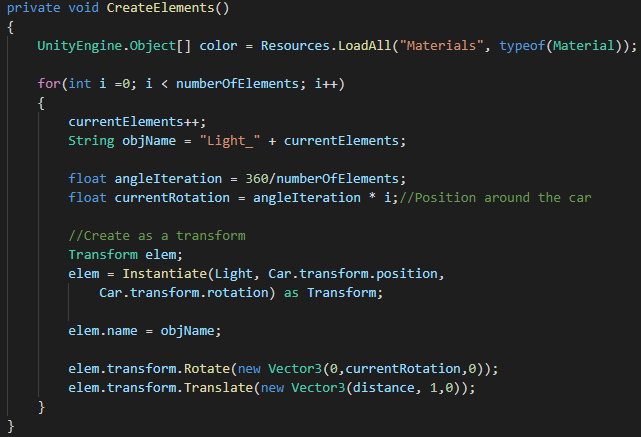 private void CreateElements()
{
    UnityEngine.Object[] color = Resources.LoadAll("Materials", typeof(Material));

    for(int i =0; i < numberOfElements; i++)
    {
        currentElements++;
        String objName = "Light_" + currentElements;

        float angleIteration = 360/numberOfElements;
        float currentRotation = angleIteration * i;//Position around the car

        //Create as a transform
        Transform elem;
        elem = Instantiate(Light, Car.transform.position,
            Car.transform.rotation) as Transform;

        elem.name = objName;

        elem.transform.Rotate(new Vector3(0,currentRotation,0));
        elem.transform.Translate(new Vector3(distance, 1,0));
    }
}